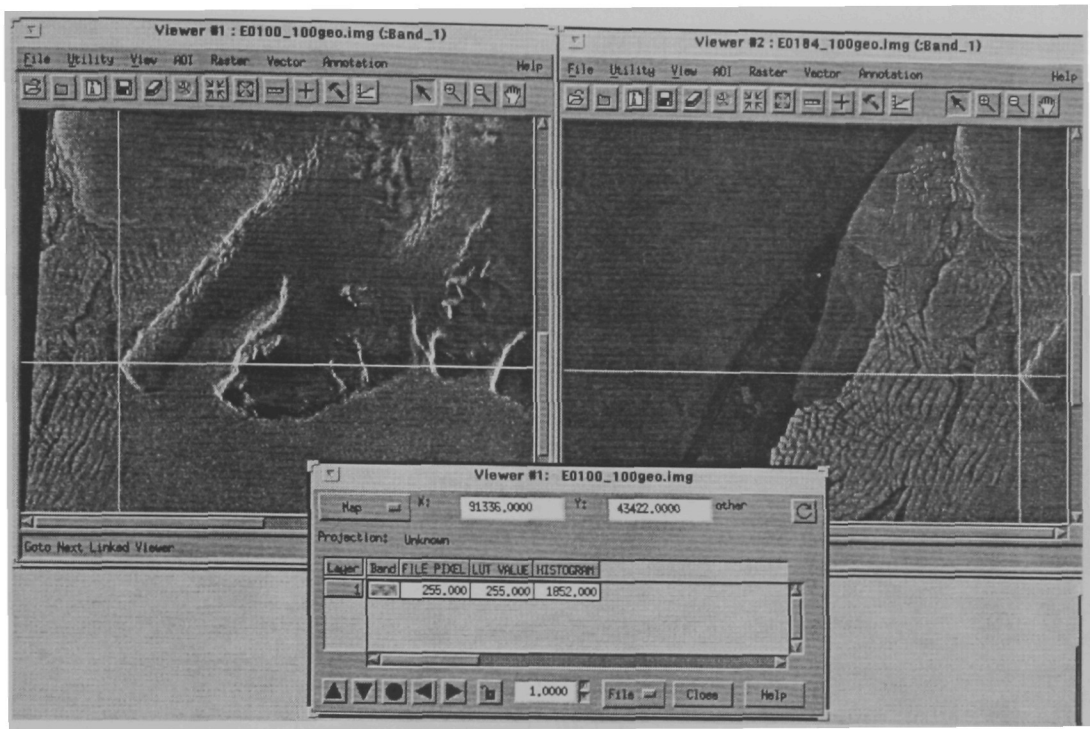 Viewer #1 : E0100_100geo.img (:Band_1)
File Utility View AOI Raster Vector Annotation Help
Goto Next Linked Viewer
Viewer #2 : E0184_100geo.img (:Band_1)
File Utility View AOI Raster Vector Annotation Help
Viewer #1: E0100_100geo.img
Map X: 91336.0000 Y: 43422.0000 other
Projection: Unknown
Layer Band FILE PIXEL LUT VALUE HISTOGRAM
1 255.000 255.000 1852.000
1.0000 File Close Help